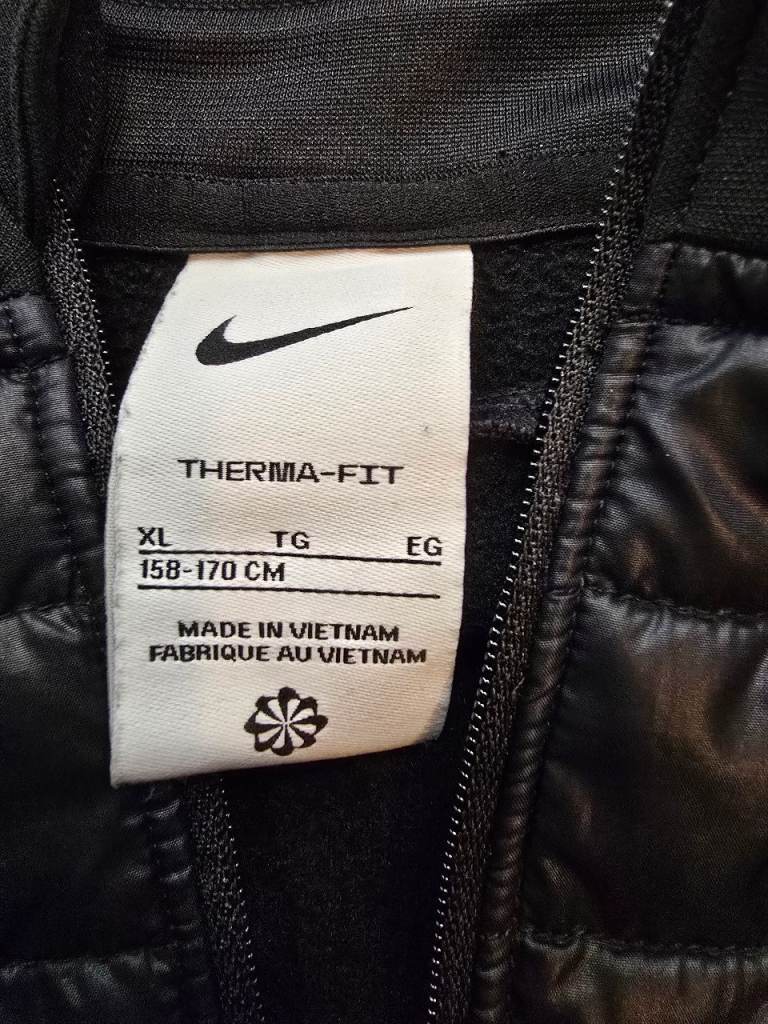 THERMA-FIT
XL TG EG
158-170 CM
MADE IN VIETNAM
FABRIQUE AU VIETNAM